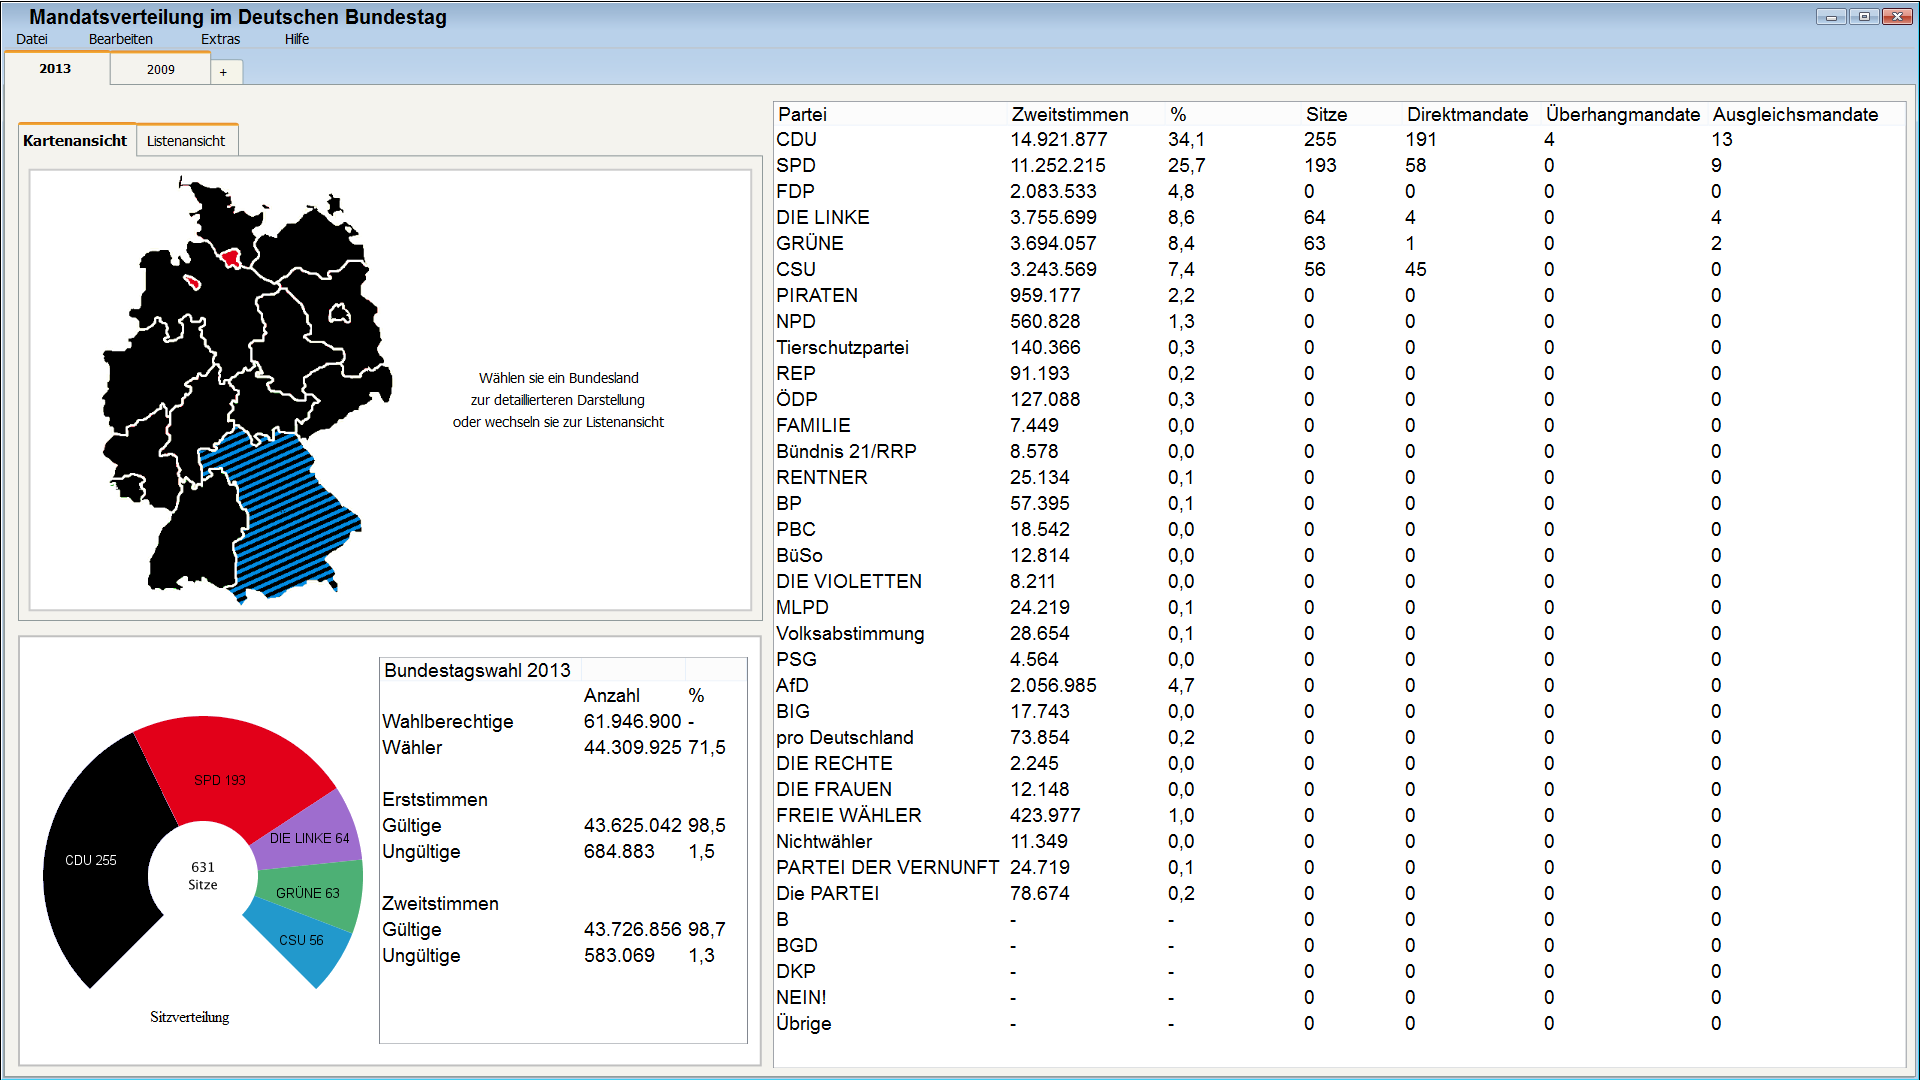 Mandatsverteilung im Deutschen Bundestag
Datei Bearbeiten Extras Hilfe
2013 2009 +
Kartenansicht Listenansicht
Wählen sie ein Bundesland
zur detaillierteren Darstellung
oder wechseln sie zur Listenansicht
SPD 193
DIE LINKE 64
CDU 255
631
Sitze
GRÜNE 63
CSU 56
Sitzverteilung
Bundestagswahl 2013
Anzahl %
Wahlberechtige 61.946.900 -
Wähler 44.309.925 71,5
Erststimmen
Gültige 43.625.042 98,5
Ungültige 684.883 1,5
Zweitstimmen
Gültige 43.726.856 98,7
Ungültige 583.069 1,3
Partei Zweitstimmen % Sitze Direktmandate Überhangmandate Ausgleichsmandate
CDU 14.921.877 34,1 255 191 4 13
SPD 11.252.215 25,7 193 58 0 9
FDP 2.083.533 4,8 0 0 0 0
DIE LINKE 3.755.699 8,6 64 4 0 4
GRÜNE 3.694.057 8,4 63 1 0 2
CSU 3.243.569 7,4 56 45 0 0
PIRATEN 959.177 2,2 0 0 0 0
NPD 560.828 1,3 0 0 0 0
Tierschutzpartei 140.366 0,3 0 0 0 0
REP 91.193 0,2 0 0 0 0
ÖDP 127.088 0,3 0 0 0 0
FAMILIE 7.449 0,0 0 0 0 0
Bündnis 21/RRP 8.578 0,0 0 0 0 0
RENTNER 25.134 0,1 0 0 0 0
BP 57.395 0,1 0 0 0 0
PBC 18.542 0,0 0 0 0 0
BüSo 12.814 0,0 0 0 0 0
DIE VIOLETTEN 8.211 0,0 0 0 0 0
MLPD 24.219 0,1 0 0 0 0
Volksabstimmung 28.654 0,1 0 0 0 0
PSG 4.564 0,0 0 0 0 0
AfD 2.056.985 4,7 0 0 0 0
BIG 17.743 0,0 0 0 0 0
pro Deutschland 73.854 0,2 0 0 0 0
DIE RECHTE 2.245 0,0 0 0 0 0
DIE FRAUEN 12.148 0,0 0 0 0 0
FREIE WÄHLER 423.977 1,0 0 0 0 0
Nichtwähler 11.349 0,0 0 0 0 0
PARTEI DER VERNUNFT 24.719 0,1 0 0 0 0
Die PARTEI 78.674 0,2 0 0 0 0
B - - 0 0 0 0
BGD - - 0 0 0 0
DKP - - 0 0 0 0
NEIN! - - 0 0 0 0
Übrige - - 0 0 0 0